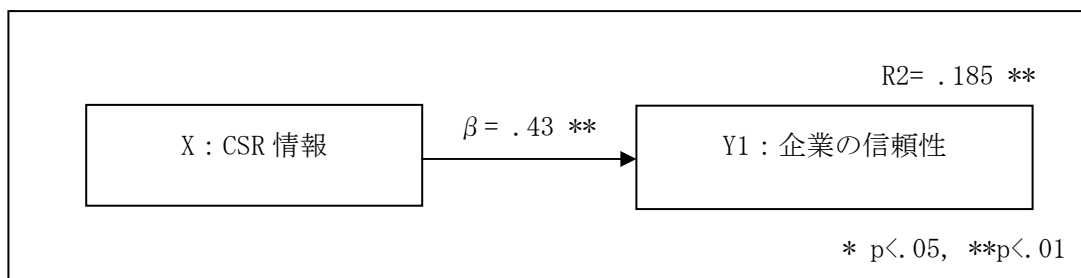 R2= .185 **
β= .43 **
X：CSR 情報
Y1：企業の信頼性
* p<.05, **p<.01